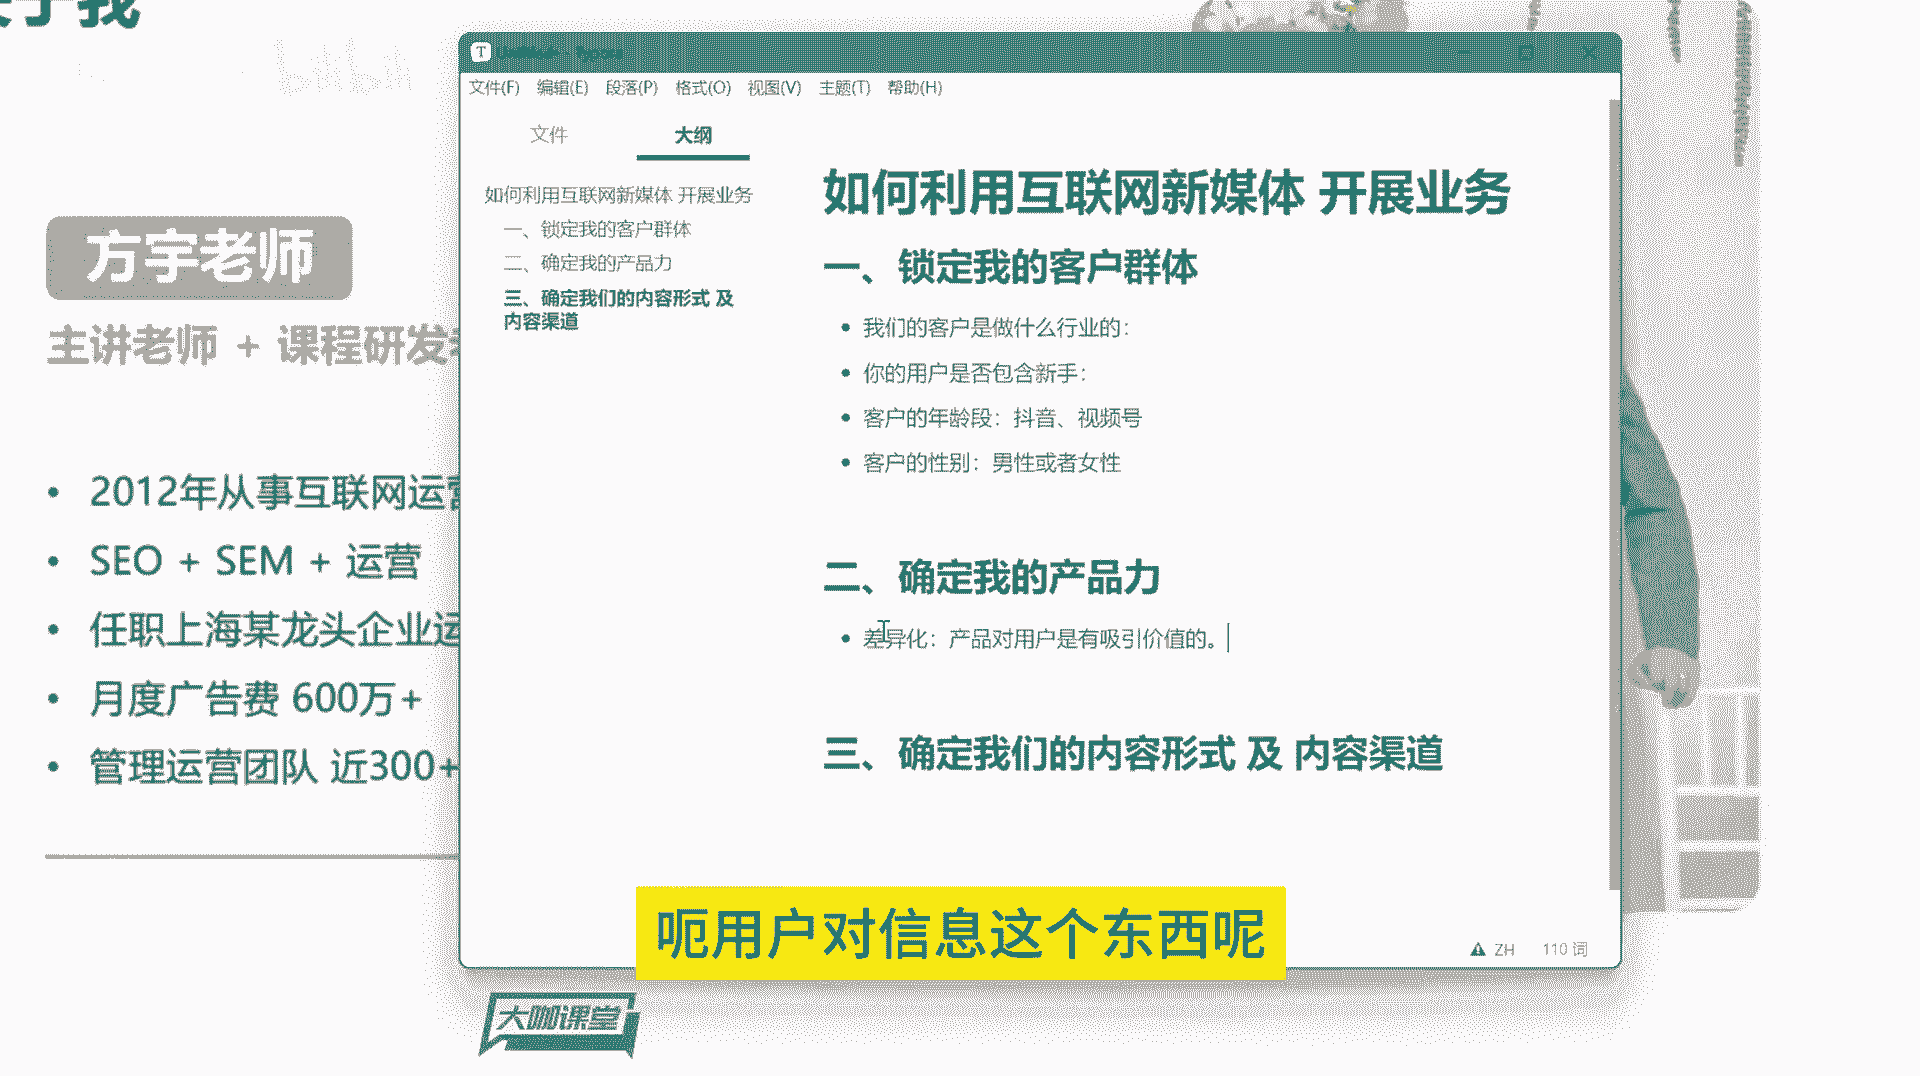 于我
bilibili
方宇老师
主讲老师 + 课程研发
2012年从事互联网运营
SEO + SEM + 运营
任职上海某龙头企业运
月度广告费 600万+
管理运营团队 近300+
T
文件(F) 编辑(E) 段落(P) 格式(O) 视图(V) 主题(T) 帮助(H)
文件 大纲
如何利用互联网新媒体 开展业务
一、锁定我的客户群体
二、确定我的产品力
三、确定我们的内容形式 及
内容渠道
如何利用互联网新媒体 开展业务
一、锁定我的客户群体
我们的客户是做什么行业的：
你的用户是否包含新手：
客户的年龄段：抖音、视频号
客户的性别：男性或者女性
二、确定我的产品力
差异化：产品对用户是有吸引价值的。
三、确定我们的内容形式 及 内容渠道
ZH 110 词
呃用户对信息这个东西呢
大咖课堂